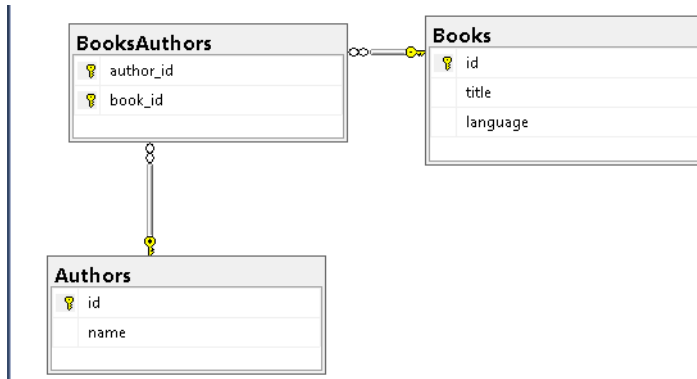 BooksAuthors
author_id
book_id
Books
id
title
language
Authors
id
name